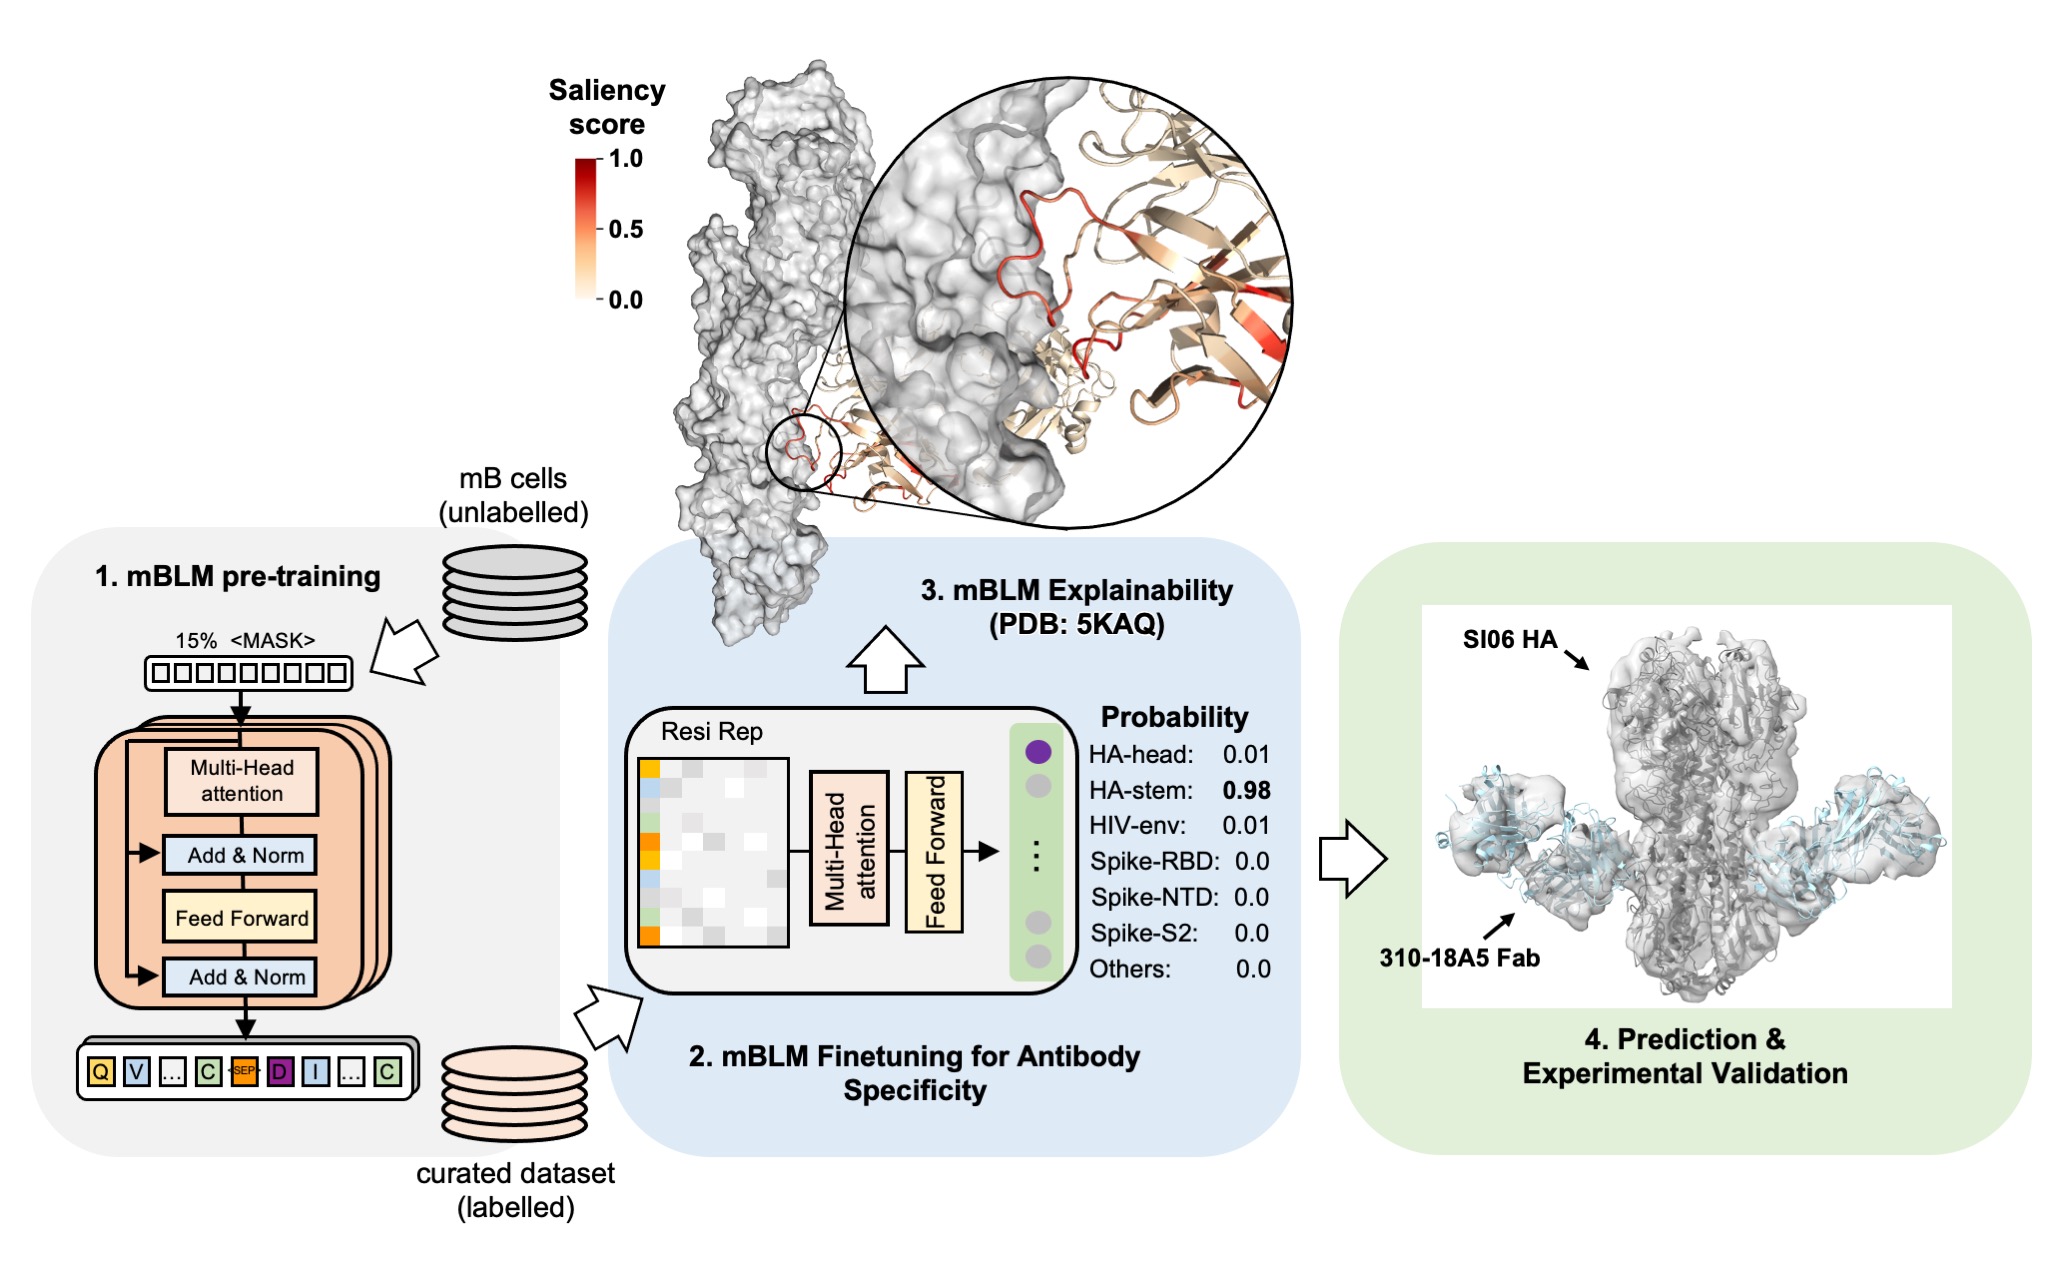 Saliency
score
1.0
0.5
0.0
mB cells
(unlabelled)
1. mBLM pre-training
15% <MASK>
Multi-Head
attention
Add & Norm
Feed Forward
Add & Norm
Q V ... C <SEP> D I ... C
curated dataset
(labelled)
3. mBLM Explainability
(PDB: 5KAQ)
Resi Rep
Multi-Head
attention
Feed Forward
...
Probability
HA-head: 0.01
HA-stem: 0.98
HIV-env: 0.01
Spike-RBD: 0.0
Spike-NTD: 0.0
Spike-S2: 0.0
Others: 0.0
2. mBLM Finetuning for Antibody
Specificity
SI06 HA
310-18A5 Fab
4. Prediction &
Experimental Validation